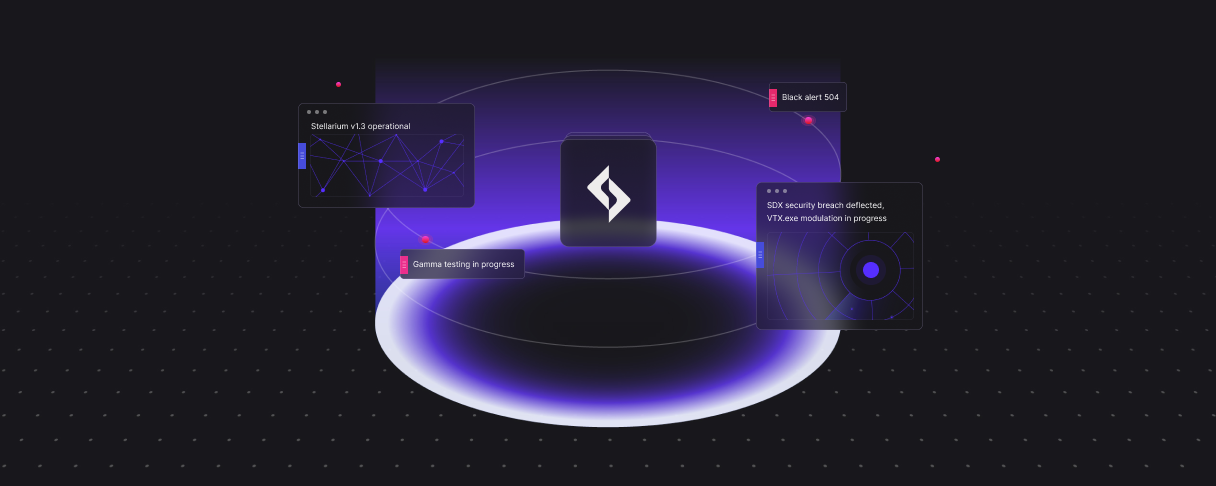 Black alert 504
Stellarium v1.3 operational
SDX security breach deflected,
VTX.exe modulation in progress
Gamma testing in progress